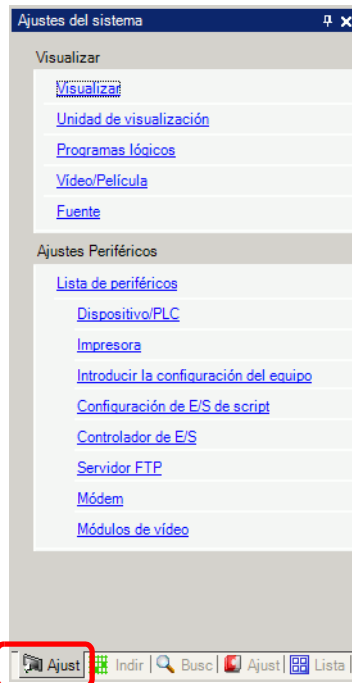 Ajustes del sistema
Visualizar
Visualizar
Unidad de visualización
Programas lógicos
Vídeo/Película
Fuente
Ajustes Periféricos
Lista de periféricos
Dispositivo/PLC
Impresora
Introducir la configuración del equipo
Configuración de E/S de script
Controlador de E/S
Servidor FTP
Módem
Módulos de vídeo
Ajust Indir Busc Ajust Lista